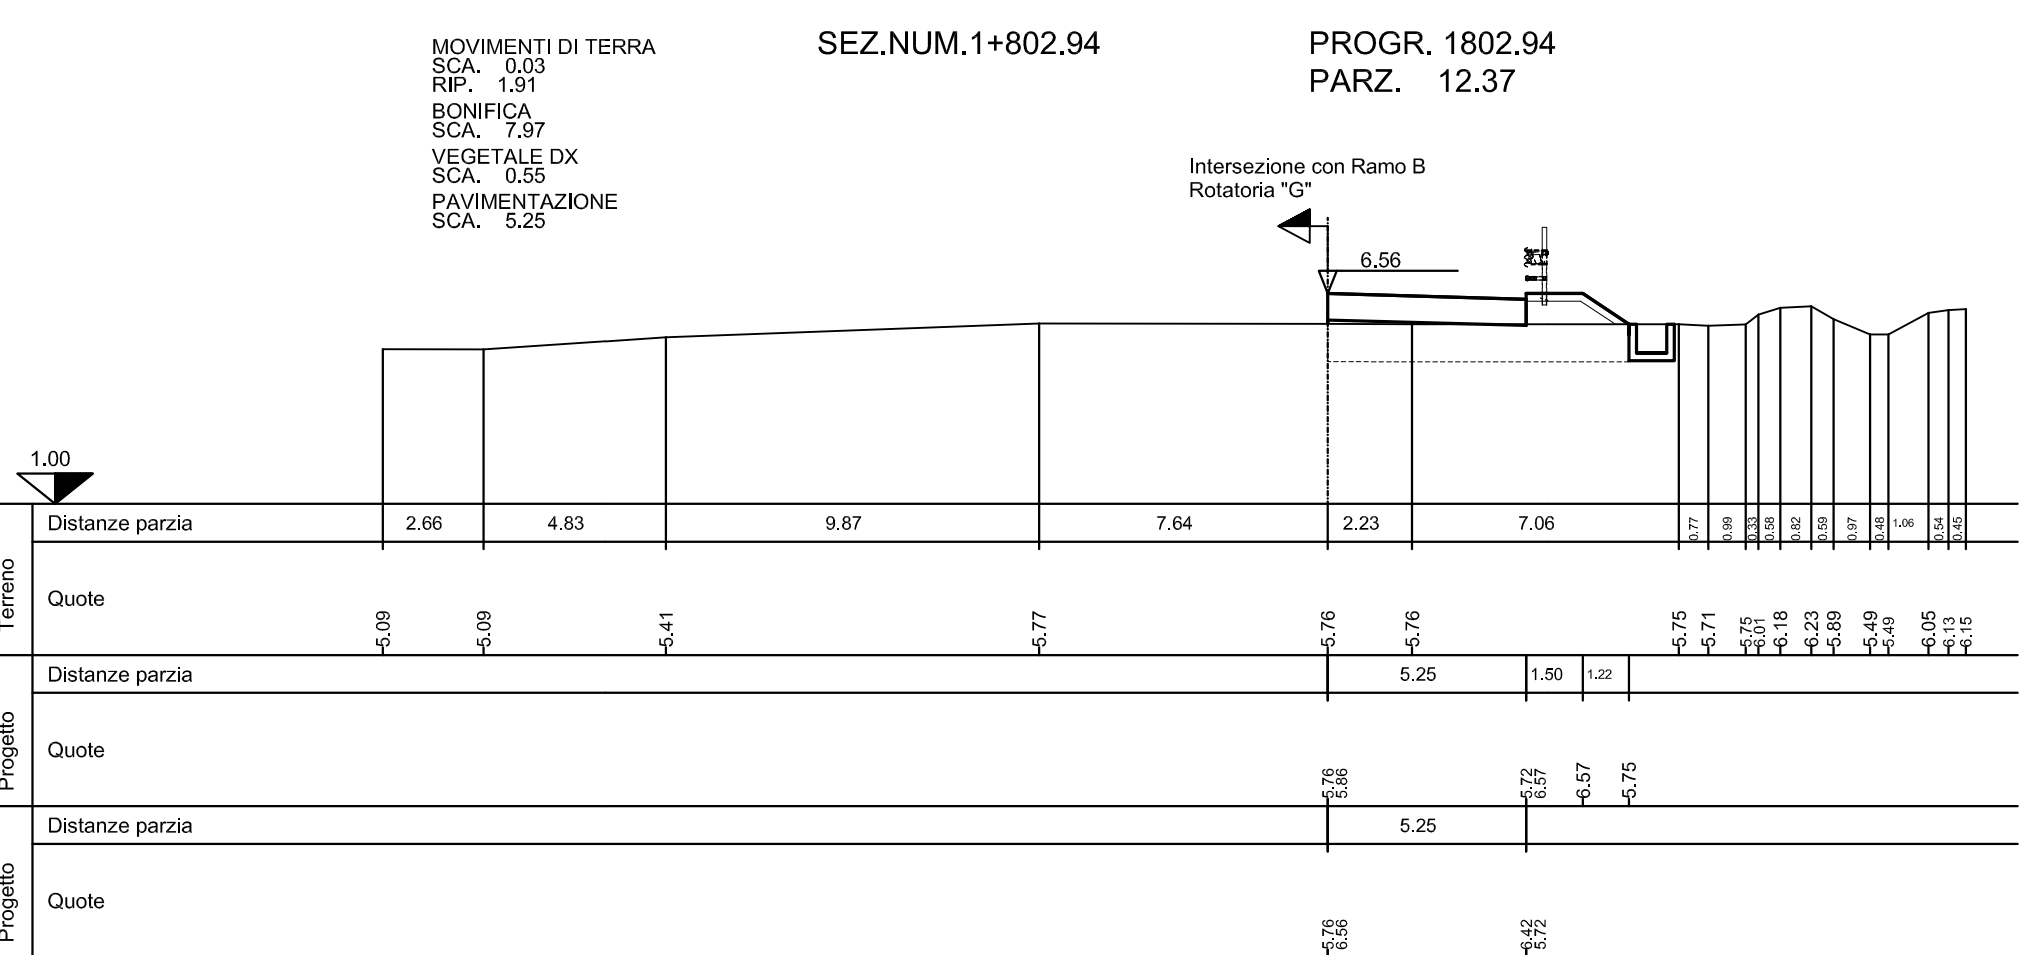 MOVIMENTI DI TERRA
SCA. 0.03
RIP. 1.91
BONIFICA
SCA. 7.97
VEGETALE DX
SCA. 0.55
PAVIMENTAZIONE
SCA. 5.25
SEZ.NUM.1+802.94
PROGR. 1802.94
PARZ. 12.37
Intersezione con Ramo B
Rotatoria "G"
6.56
1.00
Terreno
Distanze parzia
2.66 4.83 9.87 7.64 2.23 7.06 0.77 0.99 0.33 0.58 0.82 0.59 0.97 0.48 1.06 0.54 0.45
Quote
5.09 5.09 5.41 5.77 5.76 5.76 5.75 5.71 5.75 6.01 6.18 6.23 5.89 5.49 5.49 6.05 6.13 6.15
Progetto
Distanze parzia
5.25 1.50 1.22
Quote
5.76 5.86 5.72 6.57 6.57 5.75
Progetto
Distanze parzia
5.25
Quote
5.76 6.56 6.42 5.72